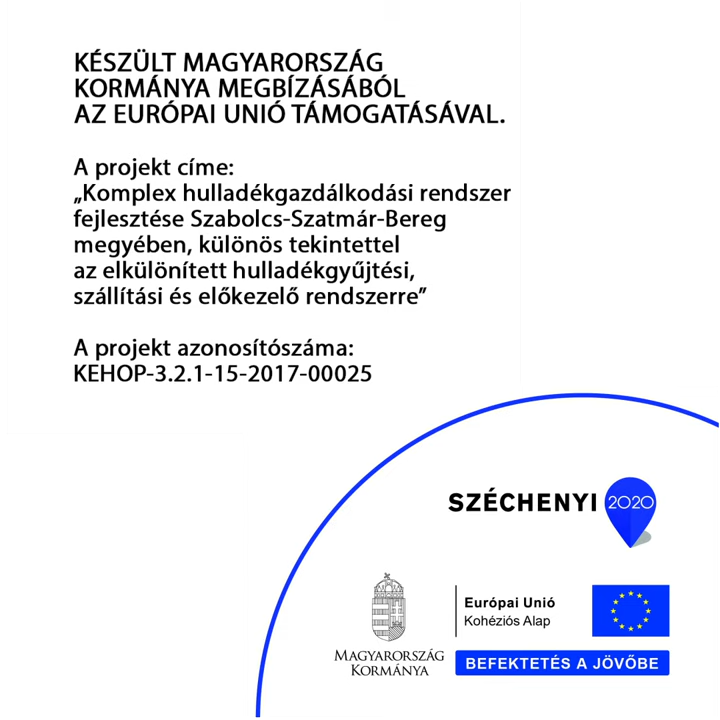 KÉSZÜLT MAGYARORSZÁG
KORMÁNYA MEGBÍZÁSÁBÓL
AZ EURÓPAI UNIÓ TÁMOGATÁSÁVAL.
A projekt címe:
„Komplex hulladékgazdálkodási rendszer
fejlesztése Szabolcs-Szatmár-Bereg
megyében, különös tekintettel
az elkülönített hulladékgyűjtési,
szállítási és előkezelő rendszerre”
A projekt azonosítószáma:
KEHOP-3.2.1-15-2017-00025
SZÉCHENYI 2020
Európai Unió
Kohéziós Alap
MAGYARORSZÁG
KORMÁNYA
BEFEKTETÉS A JÖVŐBE